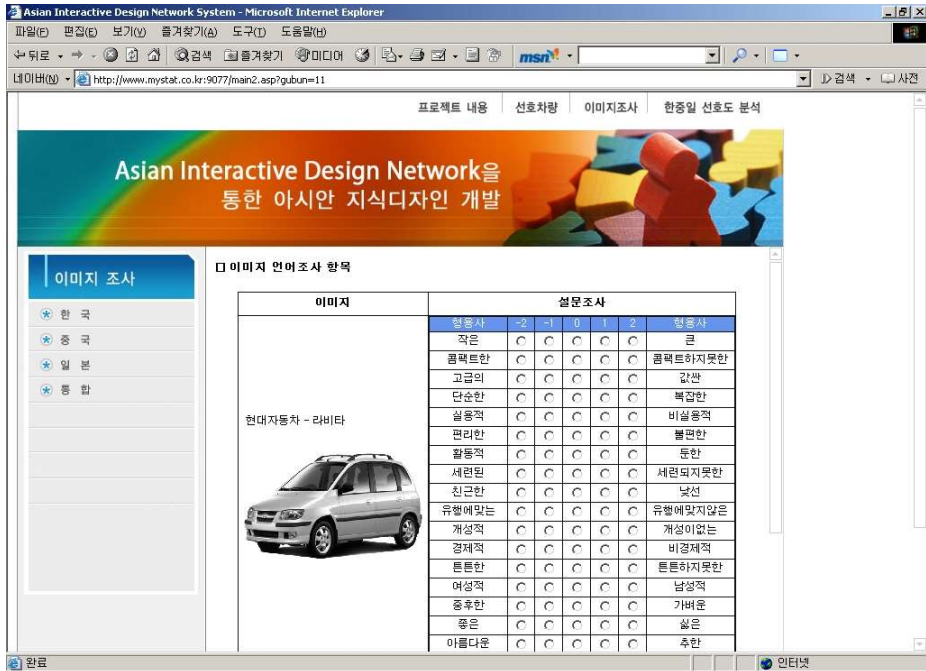 Asian Interactive Design Network System - Microsoft Internet Explorer
파일(F) 편집(E) 보기(V) 즐겨찾기(A) 도구(T) 도움말(H)
뒤로 검색 즐겨찾기 미디어 msn
네이버(N) http://www.mystat.co.kr:9077/main2.asp?gubun=11 검색 사전
프로젝트 내용 선호차량 이미지조사 한중일 선호도 분석
Asian Interactive Design Network을
통한 아시안 지식디자인 개발
이미지 조사
한 국
중 국
일 본
통 합
이미지 언어조사 항목
이미지 설문조사
현대자동차 - 라비타
형용사 -2 -1 0 1 2 형용사
작은 큰
콤팩트한 콤팩트하지못한
고급의 값싼
단순한 복잡한
실용적 비실용적
편리한 불편한
활동적 둔한
세련된 세련되지못한
친근한 낯선
유행에맞는 유행에맞지않은
개성적 개성이없는
경제적 비경제적
튼튼한 튼튼하지못한
여성적 남성적
중후한 가벼운
좋은 싫은
아름다운 추한
완료 인터넷